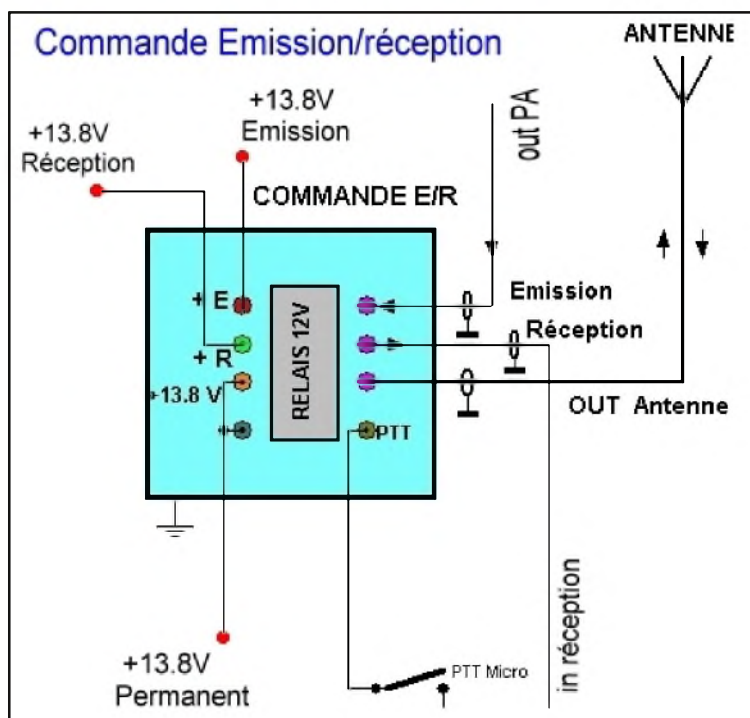 Commande Emission/réception
ANTENNE
+13.8V
Emission
+13.8V
Réception
out PA
COMMANDE E/R
+ E
RELAIS 12V
Emission
Réception
+ R
+13.8 V
OUT Antenne
PTT
in réception
+13.8V
Permanent
PTT Micro